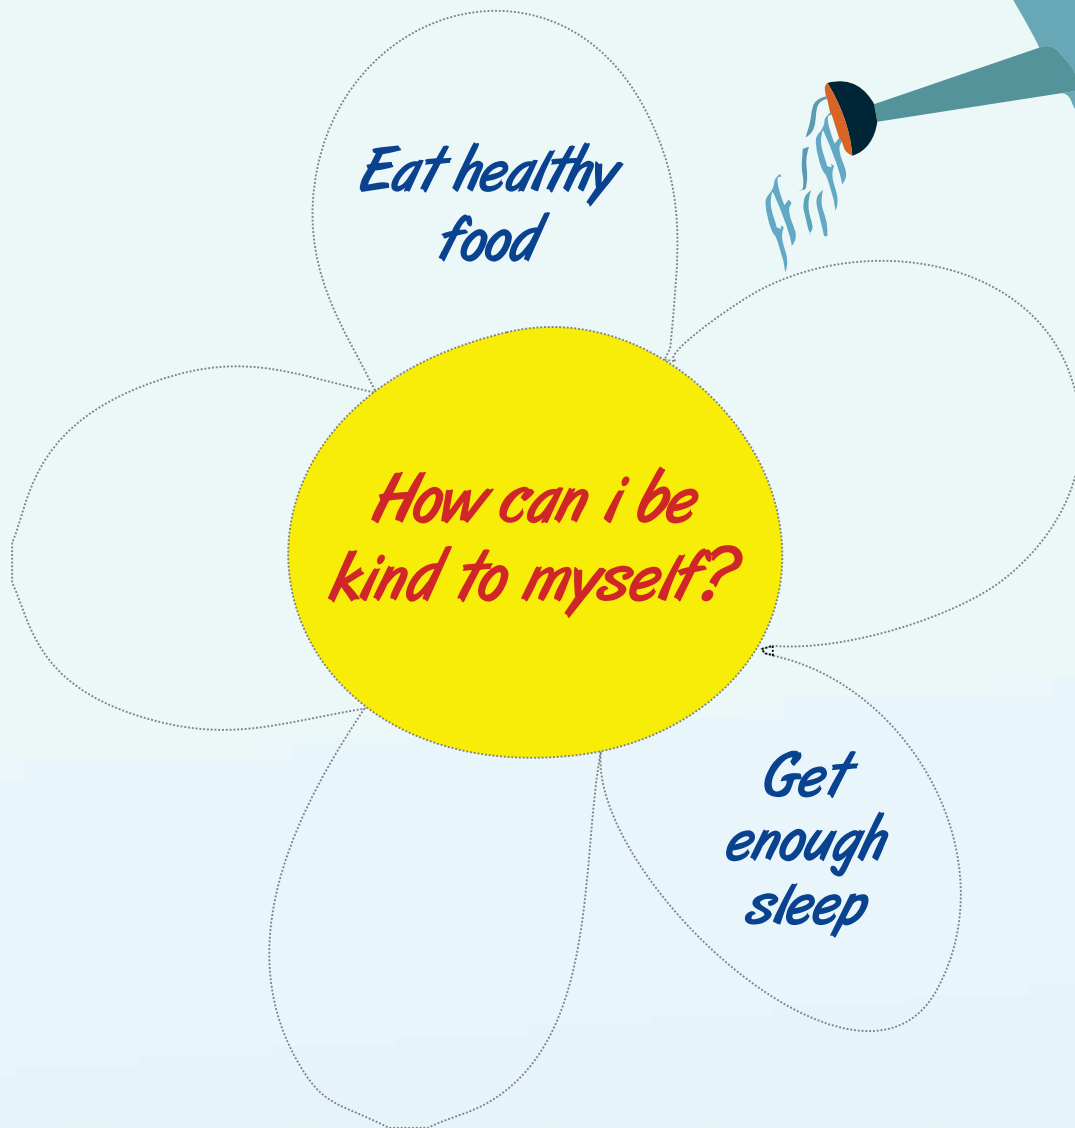 Eat healthy
food
How can i be
kind to myself?
Get
enough
sleep